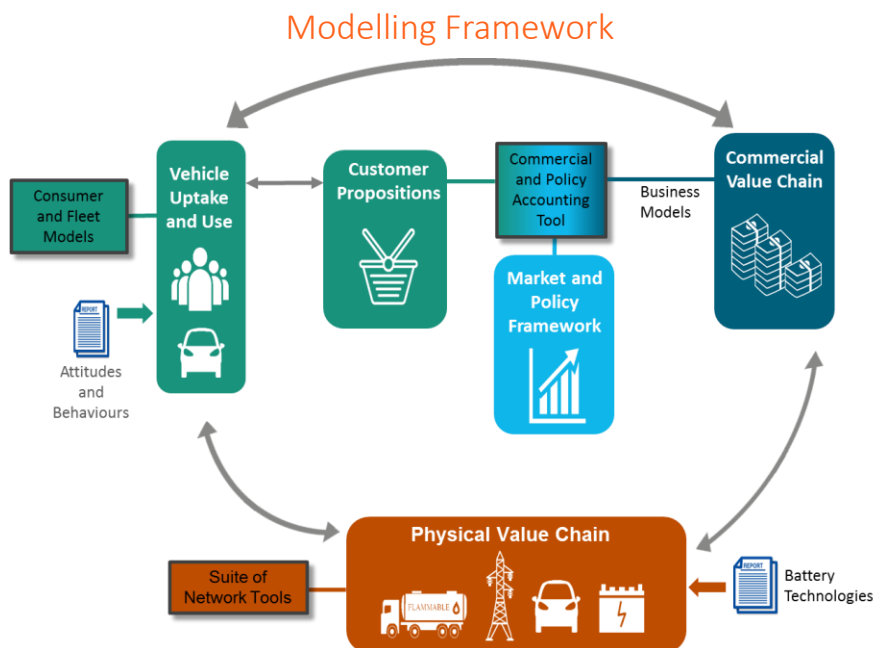 Modelling Framework
Vehicle
Uptake
and Use
Customer
Propositions
Commercial
and Policy
Accounting
Tool
Business
Models
Commercial
Value Chain
Consumer
and Fleet
Models
Market and
Policy
Framework
REPORT
Attitudes
and
Behaviours
Physical Value Chain
Suite of
Network Tools
FLAMMABLE
REPORT
Battery
Technologies